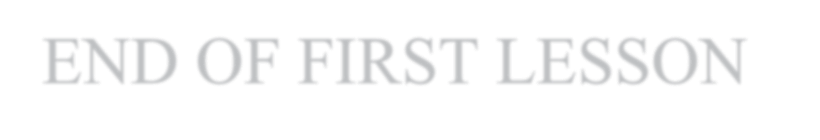 END OF FIRST LESSON